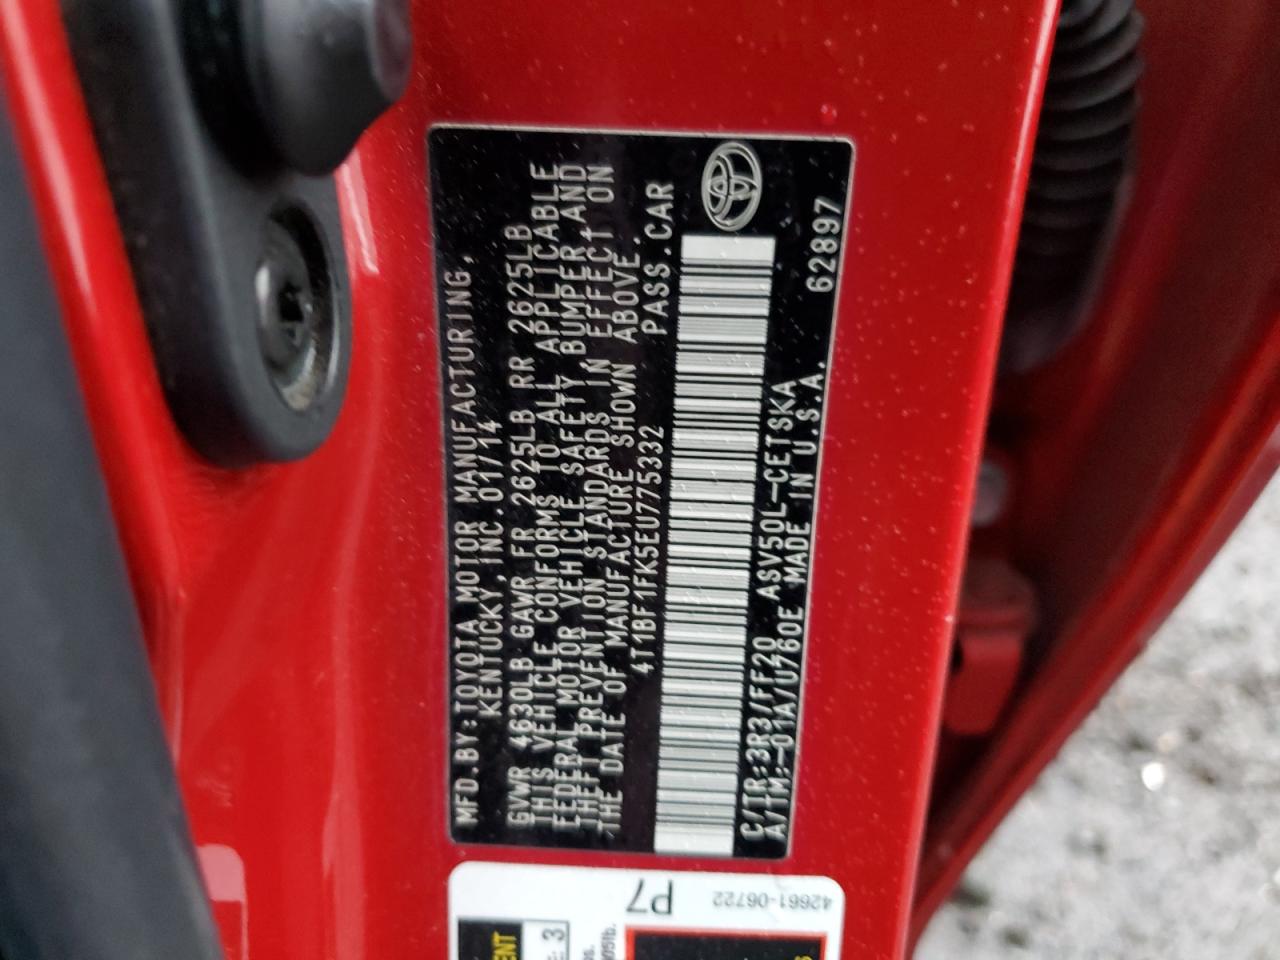 MFD.BY:TOYOTA MOTOR MANUFACTURING,
KENTUCKY, INC. 01/14
GVWR 4630LB GAWR FR 2625LB RR 2625LB
THIS VEHICLE CONFORMS TO ALL APPLICABLE
FEDERAL MOTOR VEHICLE SAFETY BUMPER AND
THEFT PREVENTION STANDARDS IN EFFECT ON
THE DATE OF MANUFACTURE SHOWN ABOVE.
4T1BF1FK5EU775332 PASS.CAR
C/TR:3R3/FF20 ASV50L-CETSKA
A/TM:-01A/U760E MADE IN U.S.A. 62897
P7
42661-06722
3